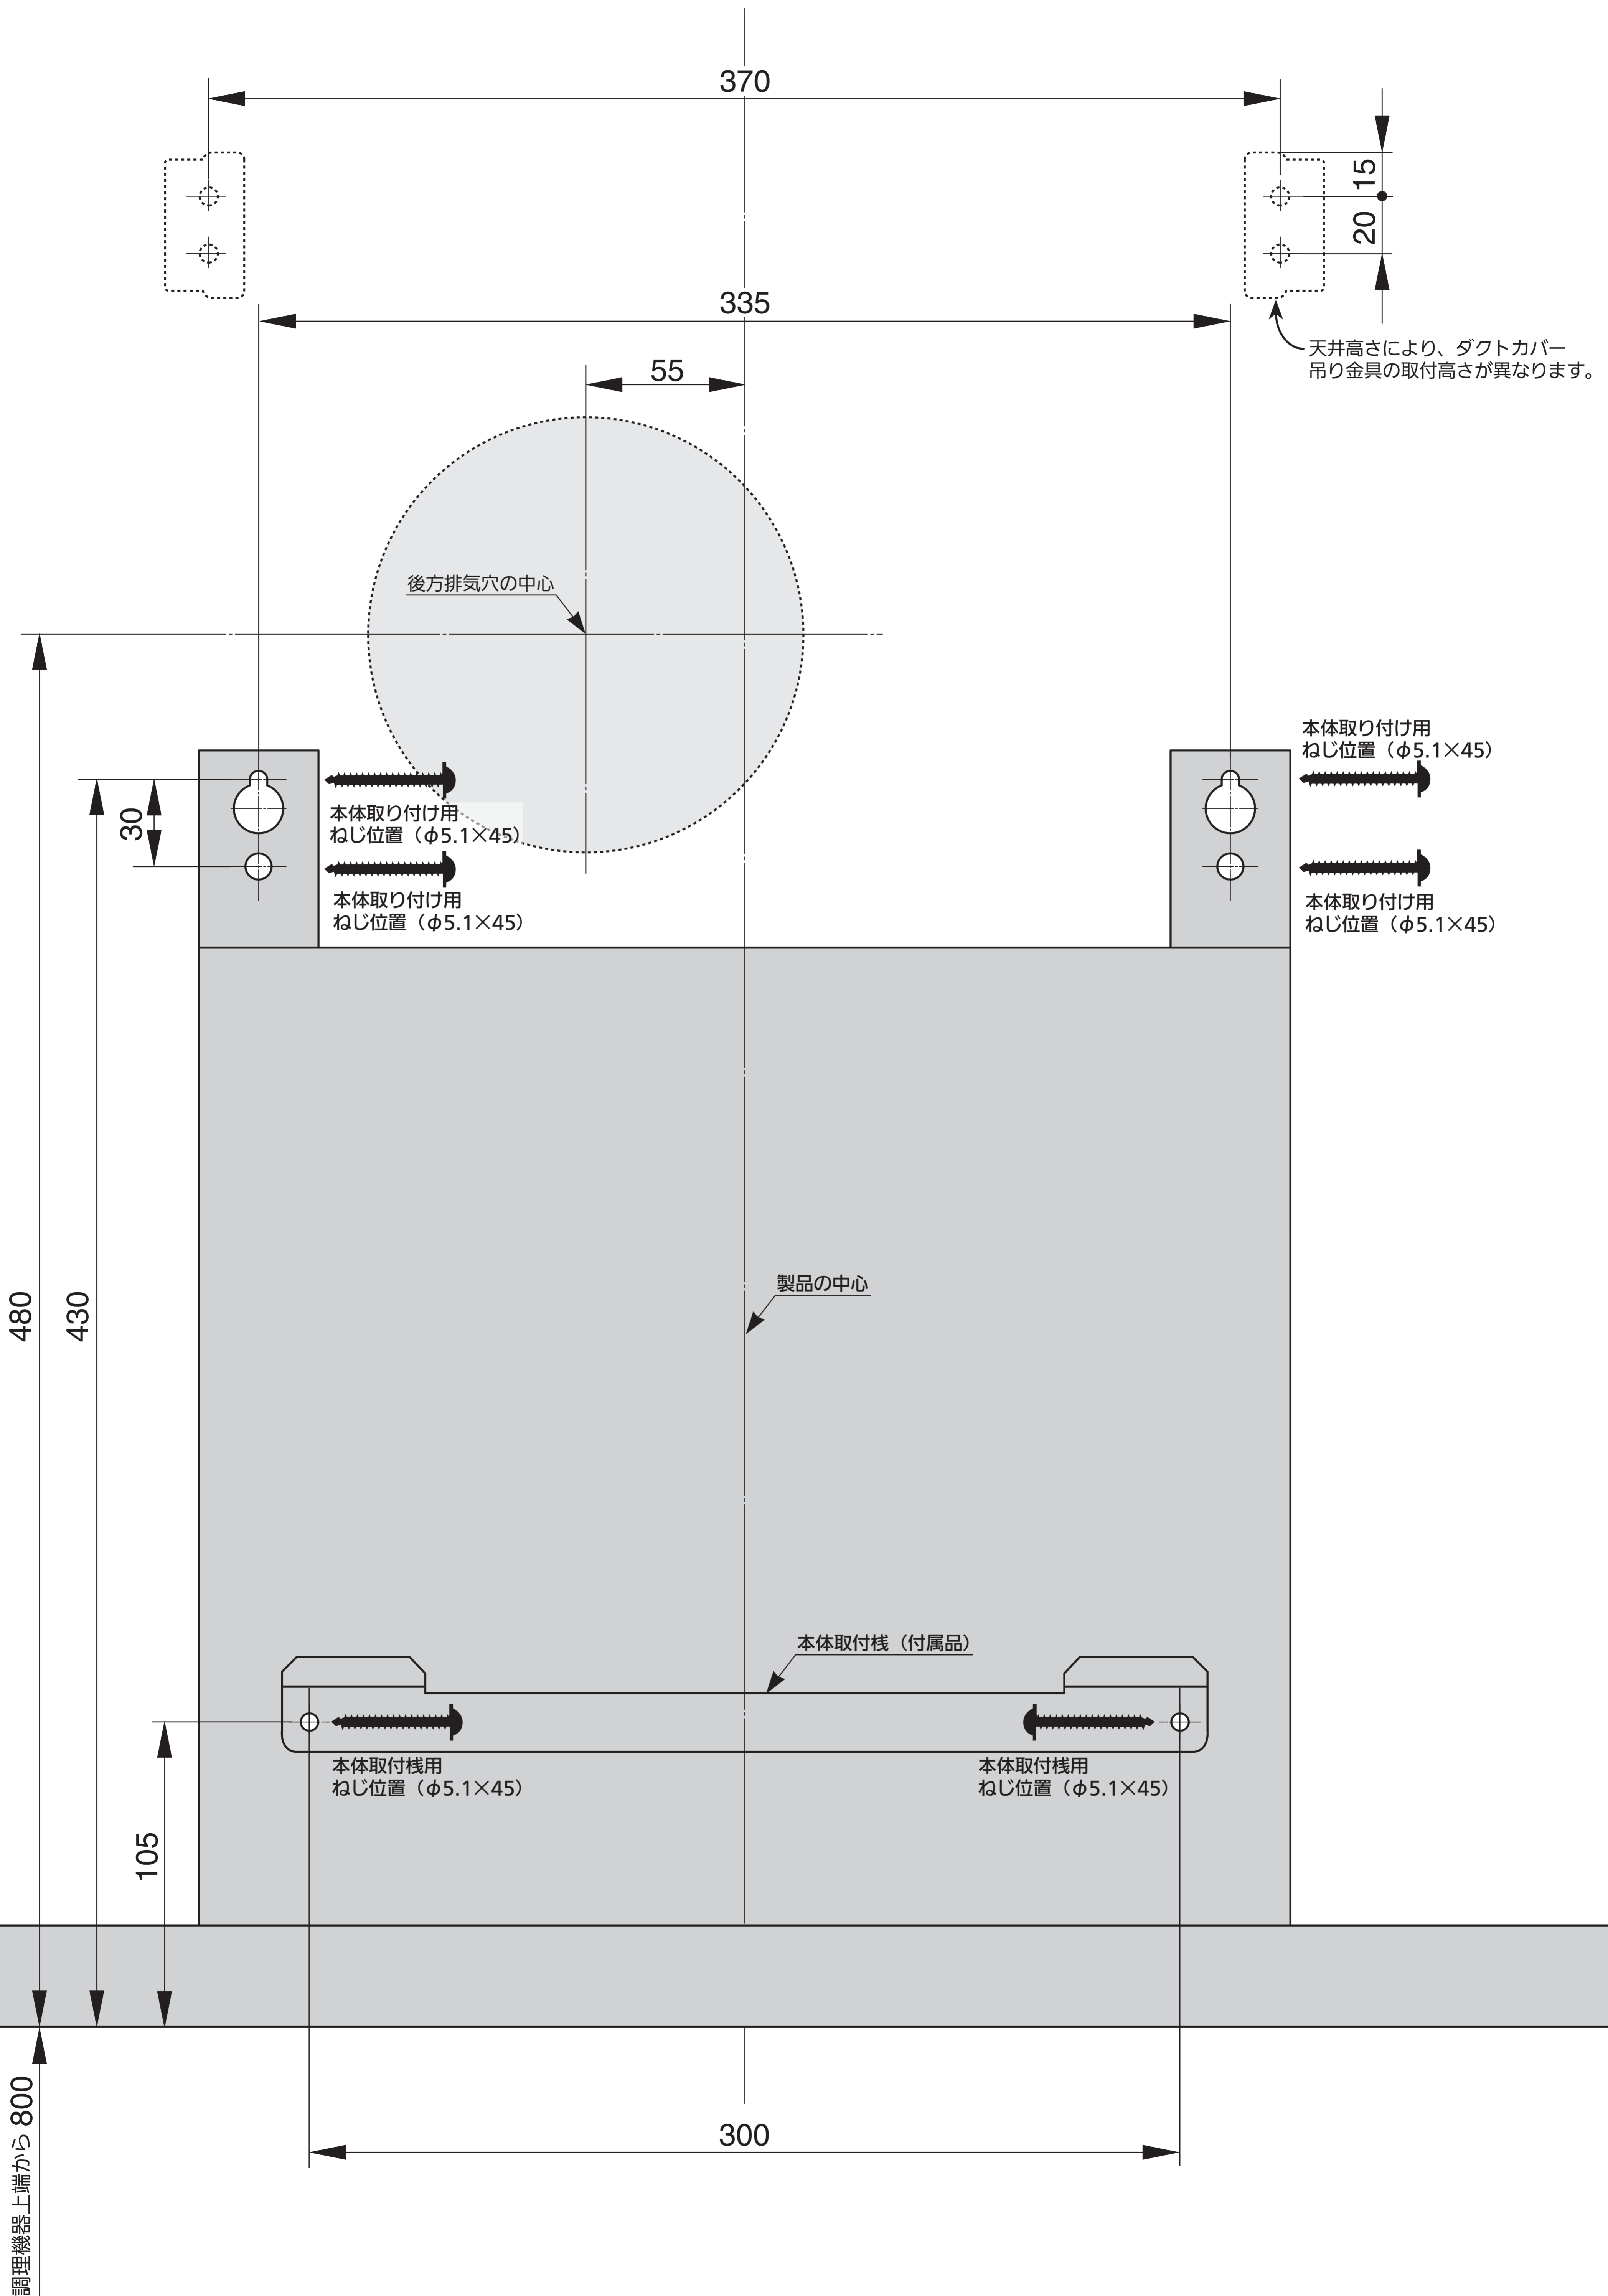 370
15
20
335
天井高さにより、ダクトカバー
吊り金具の取付高さが異なります。
55
後方排気穴の中心
本体取り付け用
ねじ位置（φ5.1×45）
本体取り付け用
ねじ位置（φ5.1×45）
30
本体取り付け用
ねじ位置（φ5.1×45）
本体取り付け用
ねじ位置（φ5.1×45）
480
430
製品の中心
本体取付桟（付属品）
本体取付桟用
ねじ位置（φ5.1×45）
本体取付桟用
ねじ位置（φ5.1×45）
105
調理機器上端から 800
300